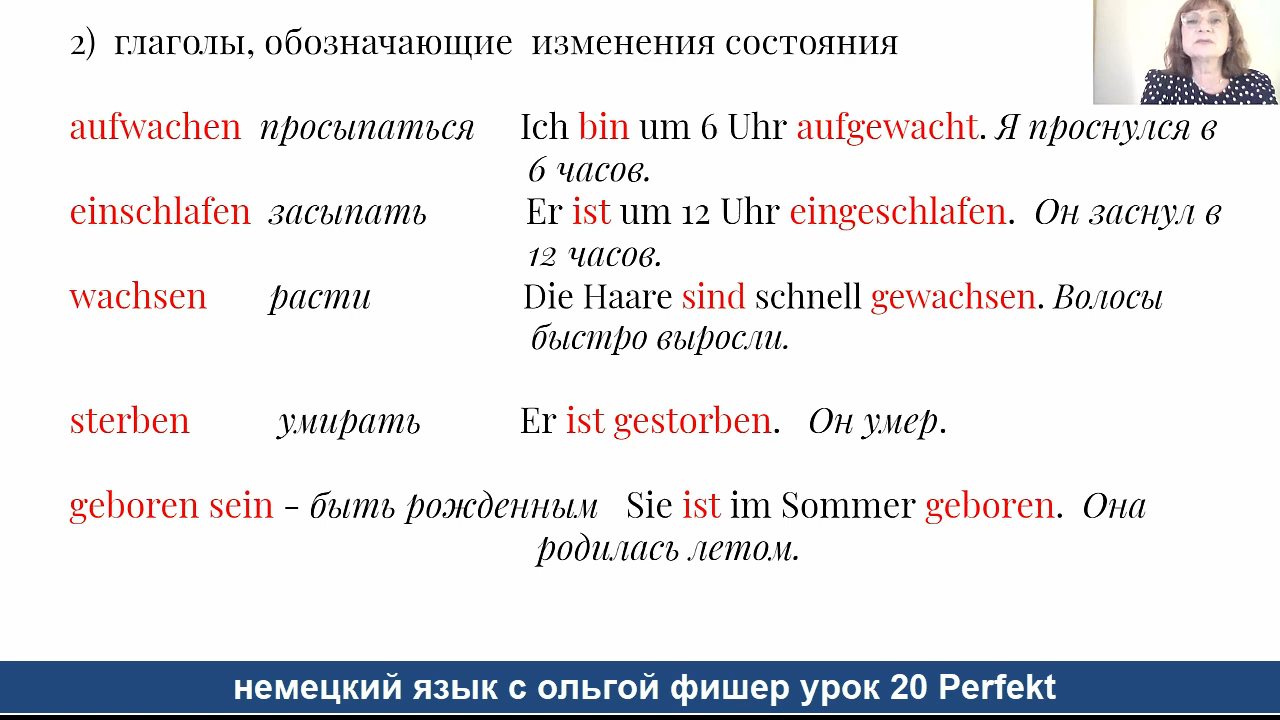 2) глаголы, обозначающие изменения состояния
aufwachen просыпаться Ich bin um 6 Uhr aufgewacht. Я проснулся в
6 часов.
einschlafen засыпать Er ist um 12 Uhr eingeschlafen. Он заснул в
12 часов.
wachsen расти Die Haare sind schnell gewachsen. Волосы
быстро выросли.
sterben умирать Er ist gestorben. Он умер.
geboren sein - быть рожденным Sie ist im Sommer geboren. Она
родилась летом.
немецкий язык с ольгой фишер урок 20 Perfekt